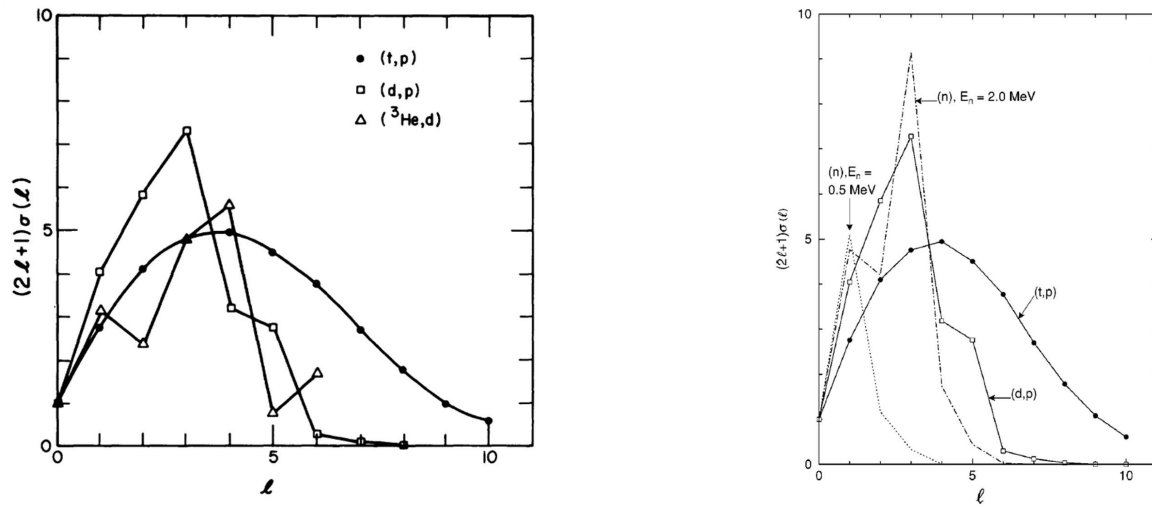 10
(t,p)
(d,p)
(³He,d)
5
(2ℓ+1)σ(ℓ)
0
0 5 10
ℓ
10
(n), Eₙ = 2.0 MeV
(n),Eₙ =
0.5 MeV
5
(2ℓ+1)σ(ℓ)
(t,p)
(d,p)
0
0 5 10
ℓ